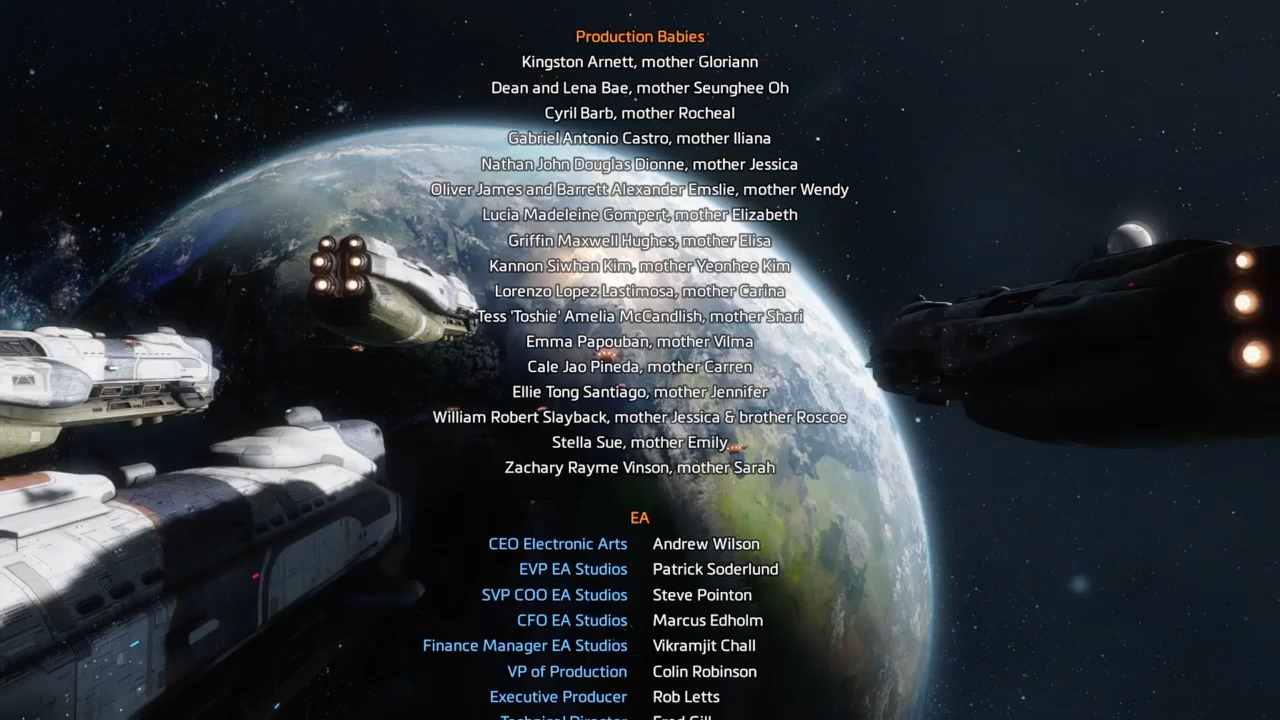 Production Babies
Kingston Arnett, mother Gloriann
Dean and Lena Bae, mother Seunghee Oh
Cyril Barb, mother Rocheal
Gabriel Antonio Castro, mother Iliana
Nathan John Douglas Dionne, mother Jessica
Oliver James and Barrett Alexander Emslie, mother Wendy
Lucia Madeleine Gompert, mother Elizabeth
Griffin Maxwell Hughes, mother Elisa
Kannon Siwhan Kim, mother Yeonhee Kim
Lorenzo Lopez Lastimosa, mother Carina
Tess 'Toshie' Amelia McCandlish, mother Shari
Emma Papouban, mother Vilma
Cale Jao Pineda, mother Carren
Ellie Tong Santiago, mother Jennifer
William Robert Slayback, mother Jessica & brother Roscoe
Stella Sue, mother Emily
Zachary Rayme Vinson, mother Sarah
EA
CEO Electronic Arts Andrew Wilson
EVP EA Studios Patrick Soderlund
SVP COO EA Studios Steve Pointon
CFO EA Studios Marcus Edholm
Finance Manager EA Studios Vikramjit Chall
VP of Production Colin Robinson
Executive Producer Rob Letts
Technical Director Fred Gill